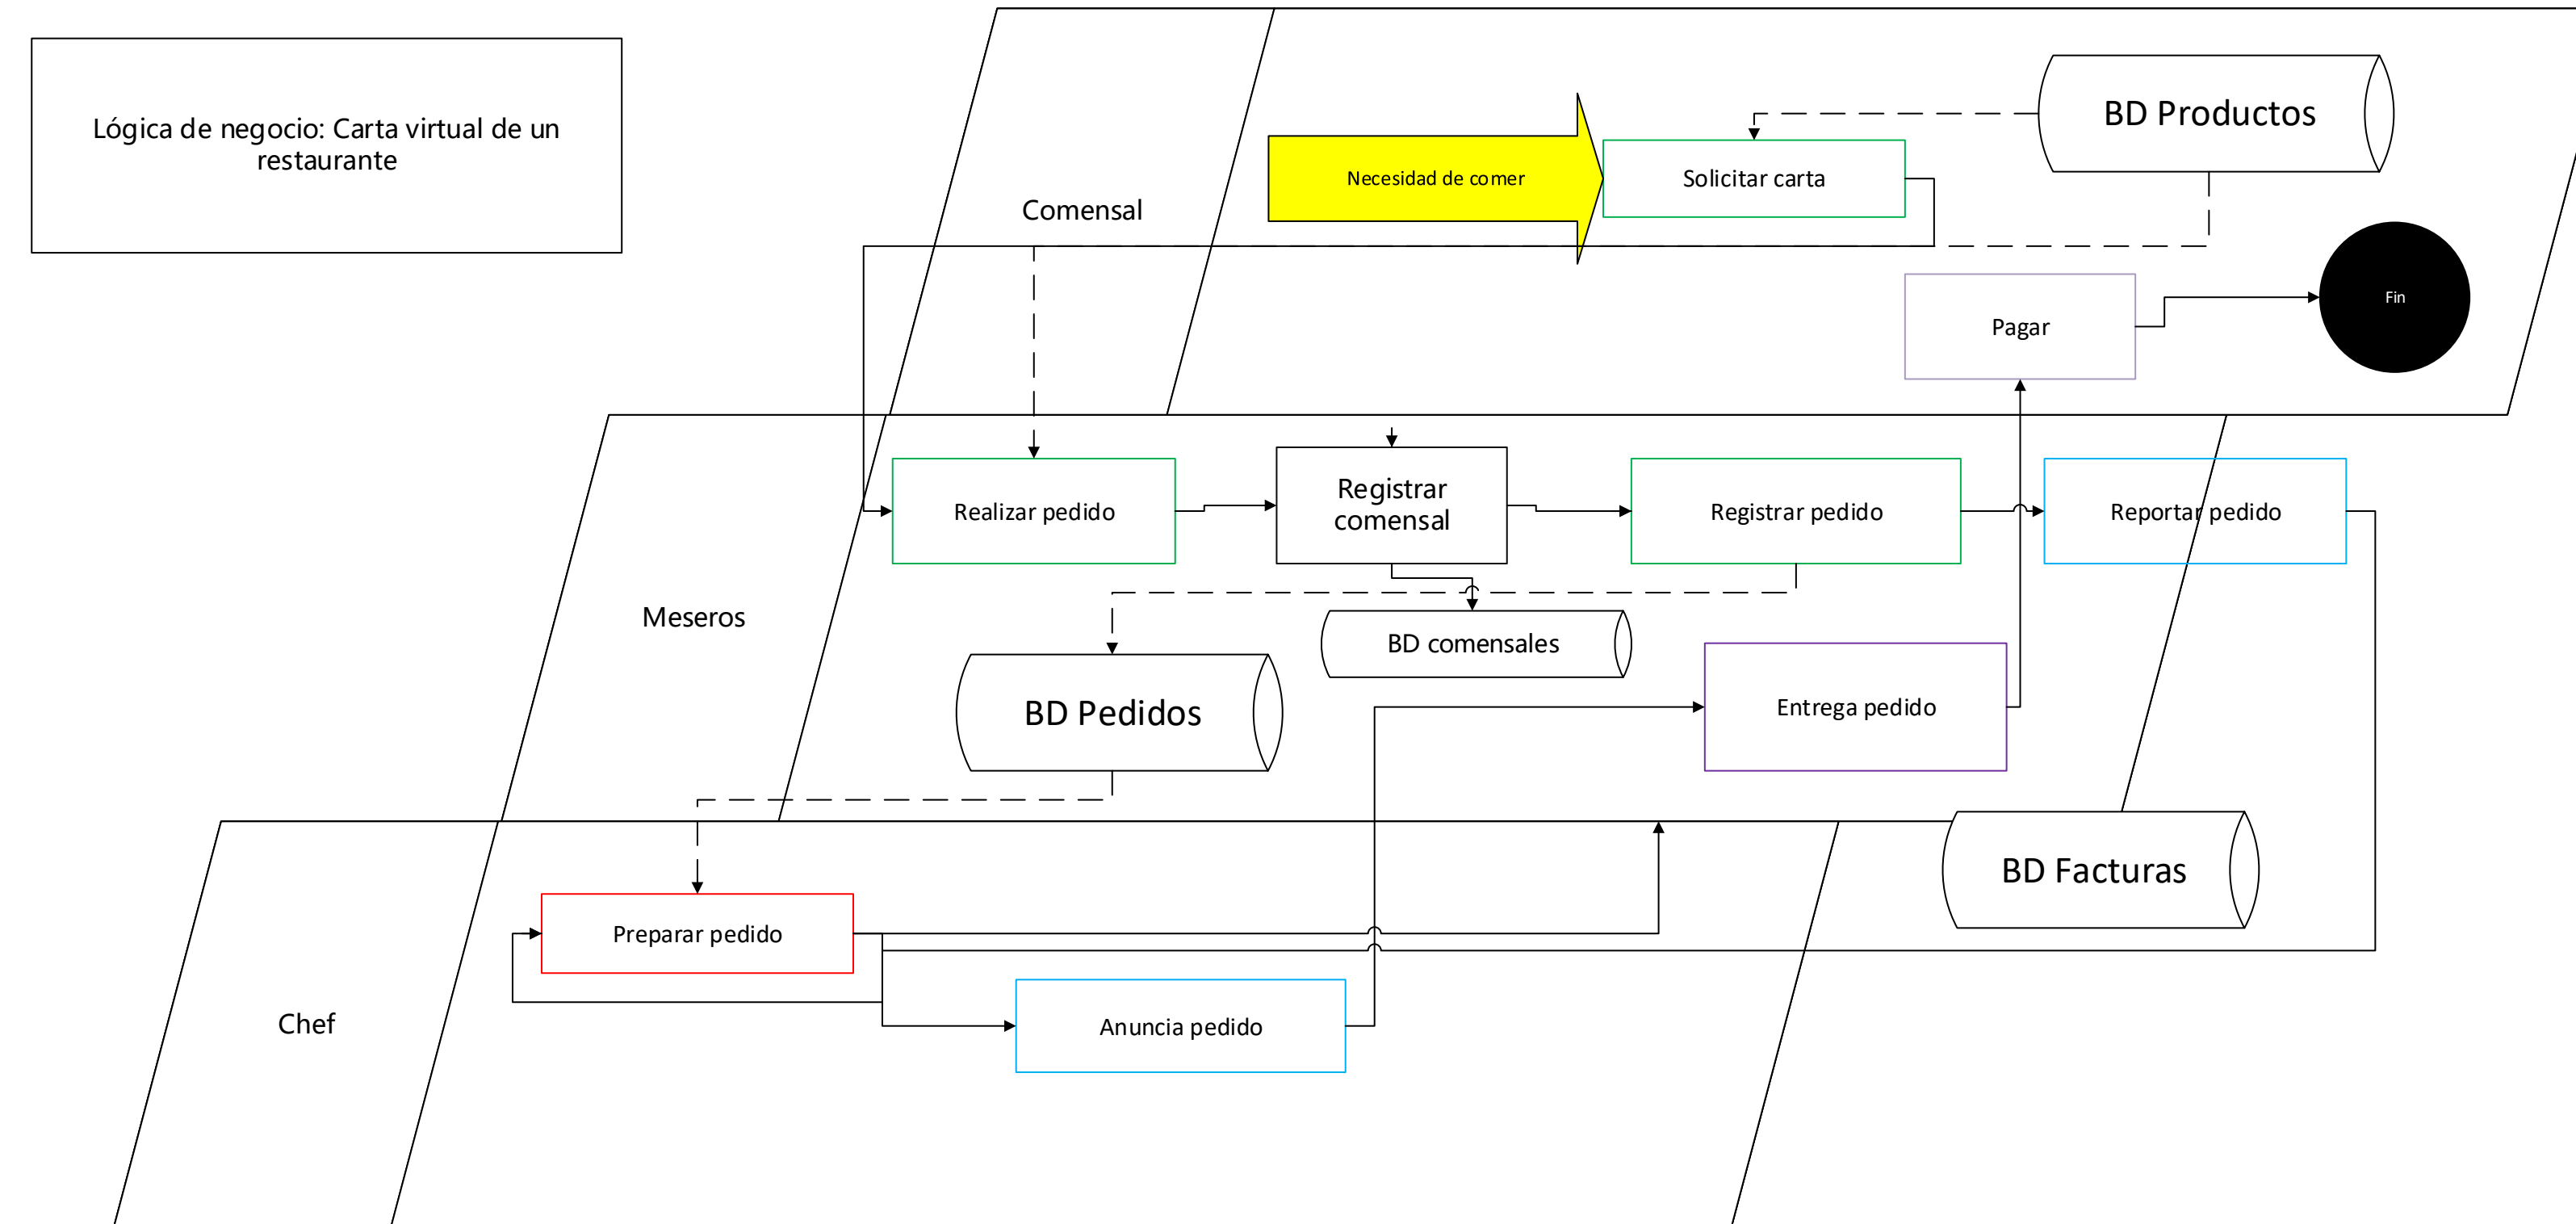 Lógica de negocio: Carta virtual de un
restaurante
Comensal
Necesidad de comer
Solicitar carta
BD Productos
Pagar
Fin
Meseros
Realizar pedido
Registrar
comensal
Registrar pedido
Reportar pedido
BD comensales
BD Pedidos
Entrega pedido
BD Facturas
Chef
Preparar pedido
Anuncia pedido